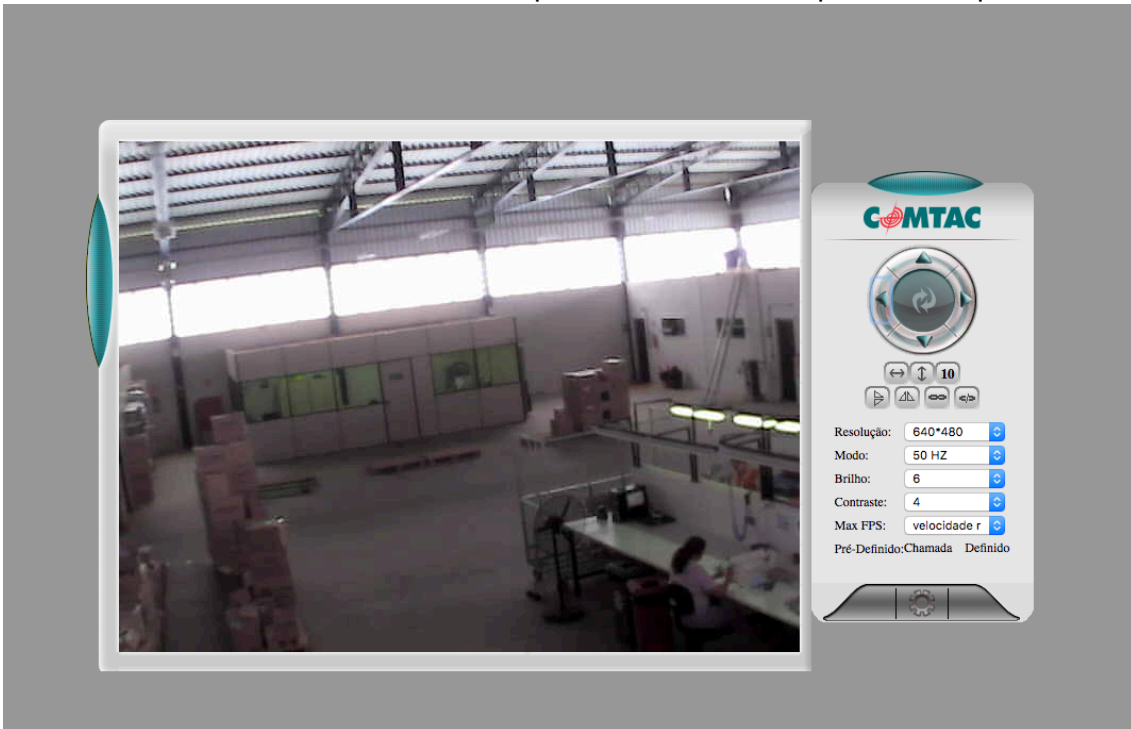 COMTAC
10
Resolução: 640*480
Modo: 50 HZ
Brilho: 6
Contraste: 4
Max FPS: velocidade r
Pré-Definido:Chamada Definido